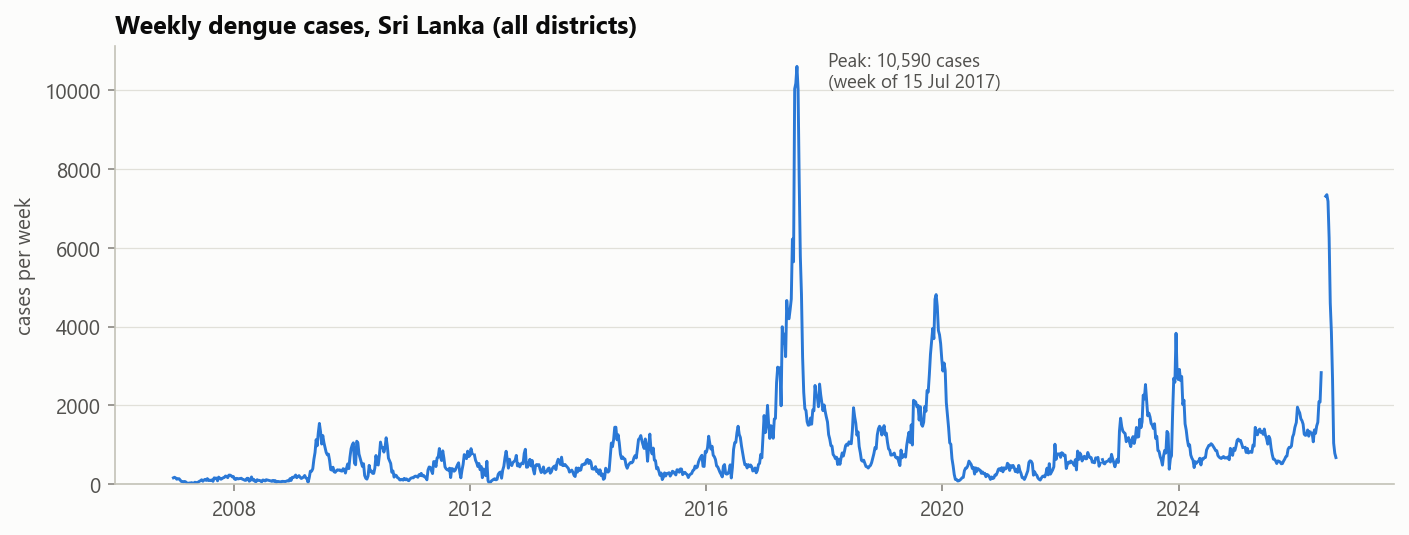 Weekly dengue cases, Sri Lanka (all districts)
Peak: 10,590 cases
(week of 15 Jul 2017)
cases per week
10000
8000
6000
4000
2000
0
2008 2012 2016 2020 2024